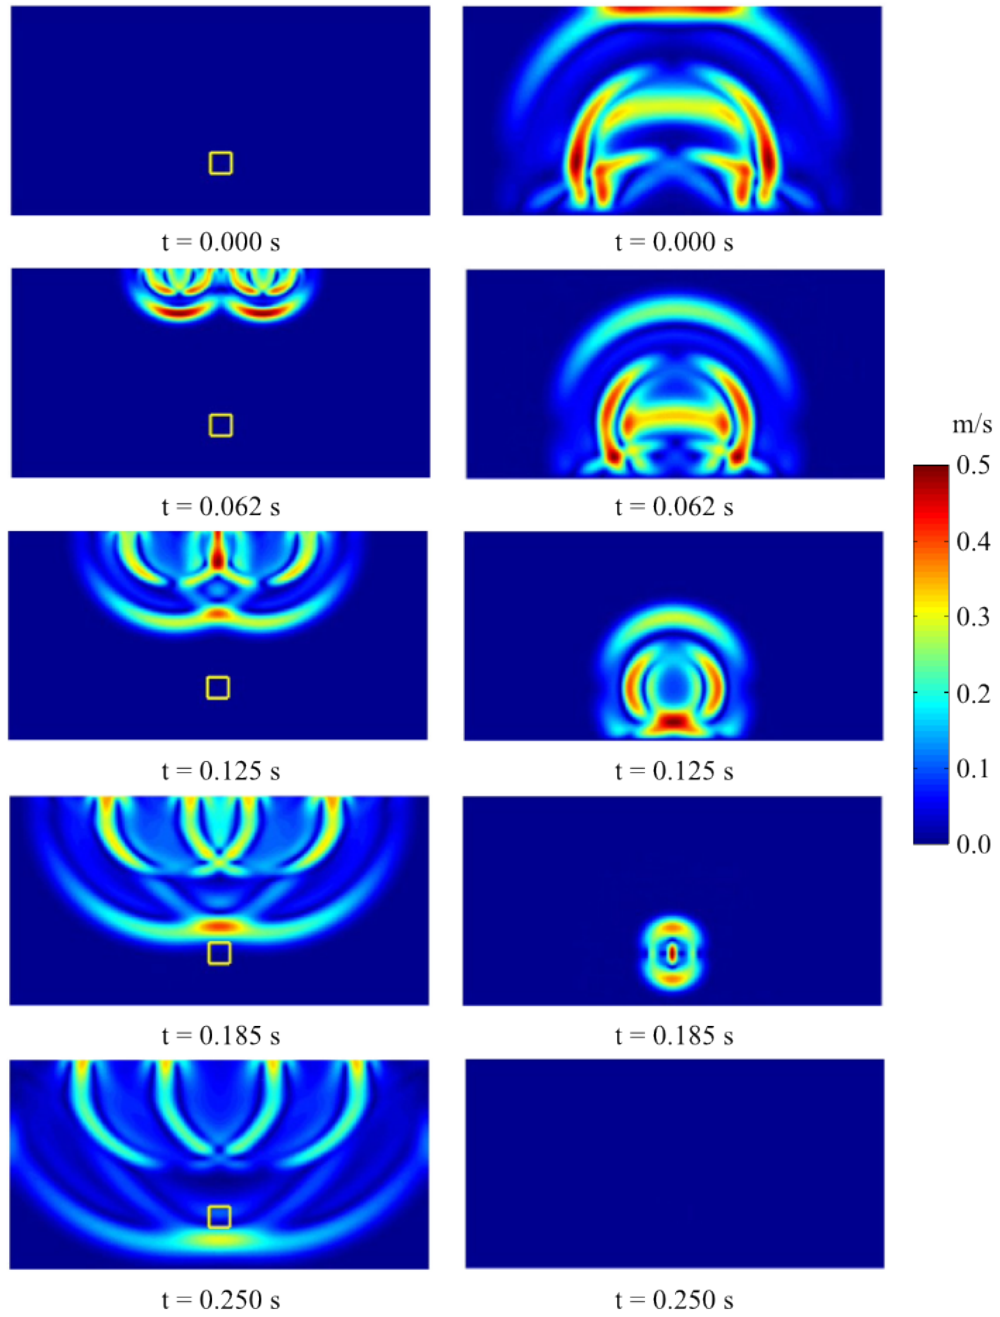 t = 0.000 s
t = 0.000 s
t = 0.062 s
t = 0.062 s
m/s
0.5
0.4
0.3
0.2
0.1
0.0
t = 0.125 s
t = 0.125 s
t = 0.185 s
t = 0.185 s
t = 0.250 s
t = 0.250 s